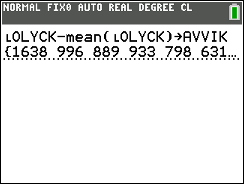 NORMAL FIX0 AUTO REAL DEGREE CL
ʟOLYCK-mean(ʟOLYCK)→AVVIK
{1638 996 889 933 798 631…